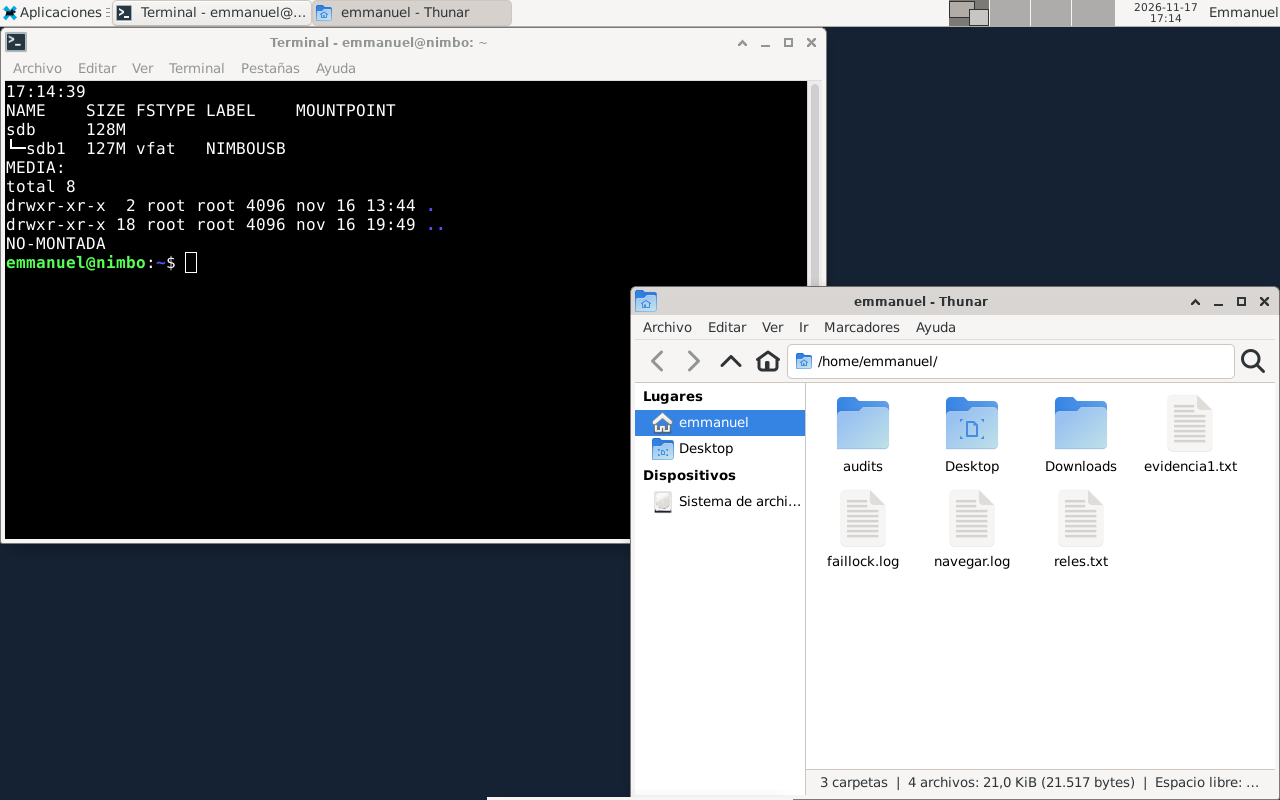 Aplicaciones
Terminal - emmanuel@...
emmanuel - Thunar
2026-11-17
17:14
Emmanuel
Terminal - emmanuel@nimbo: ~
Archivo Editar Ver Terminal Pestañas Ayuda
17:14:39
NAME SIZE FSTYPE LABEL MOUNTPOINT
sdb 128M
└─sdb1 127M vfat NIMBOUSB
MEDIA:
total 8
drwxr-xr-x 2 root root 4096 nov 16 13:44 .
drwxr-xr-x 18 root root 4096 nov 16 19:49 ..
NO-MONTADA
emmanuel@nimbo:~$
emmanuel - Thunar
Archivo Editar Ver Ir Marcadores Ayuda
/home/emmanuel/
Lugares
emmanuel
Desktop
Dispositivos
Sistema de archi...
audits Desktop Downloads evidencia1.txt
faillock.log navegar.log reles.txt
3 carpetas | 4 archivos: 21,0 KiB (21.517 bytes) | Espacio libre: ...